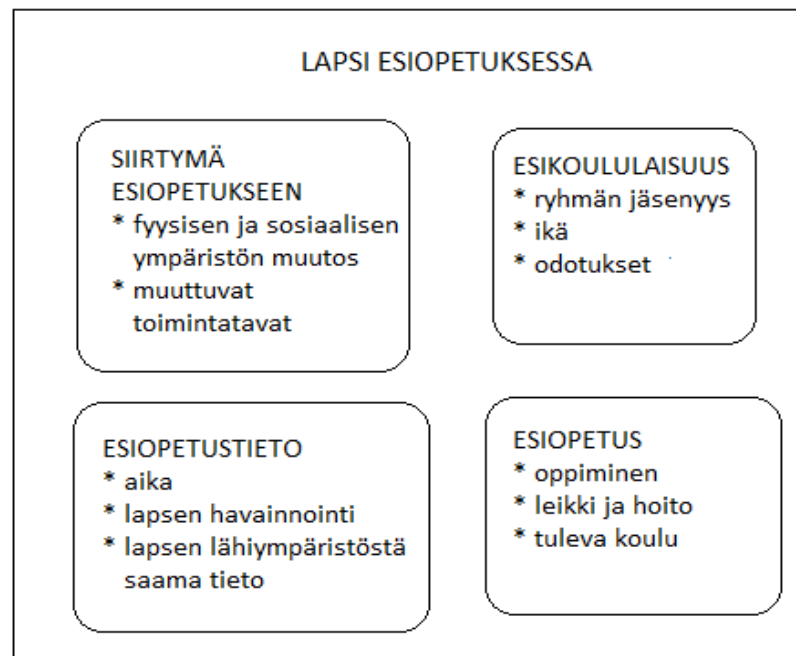 LAPSI ESIOPETUKSESSA
SIIRTYMÄ
ESIOPETUKSEEN
* fyysisen ja sosiaalisen
ympäristön muutos
* muuttuvat
toimintatavat
ESIKOULULAISUUS
* ryhmän jäsenyys
* ikä
* odotukset
ESIOPETUSTIETO
* aika
* lapsen havainnointi
* lapsen lähiympäristöstä
saama tieto
ESIOPETUS
* oppiminen
* leikki ja hoito
* tuleva koulu